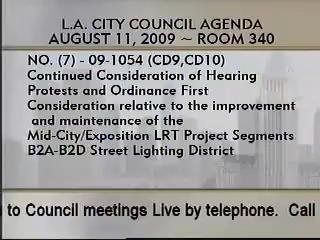 L.A. CITY COUNCIL AGENDA
AUGUST 11, 2009 ~ ROOM 340
NO. (7) - 09-1054 (CD9,CD10)
Continued Consideration of Hearing
Protests and Ordinance First
Consideration relative to the improvement
and maintenance of the
Mid-City/Exposition LRT Project Segments
B2A-B2D Street Lighting District
to Council meetings Live by telephone. Call